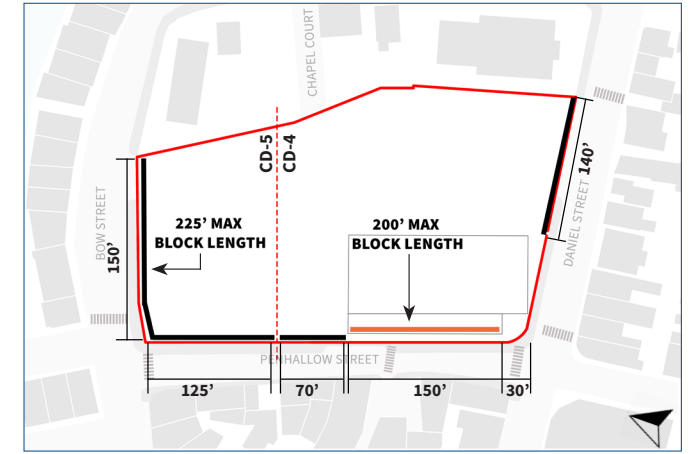 CHAPEL COURT
CD-5
CD-4
140’
225’ MAX
BLOCK LENGTH
200’ MAX
BLOCK LENGTH
BOW STREET
150’
DANIEL STREET
PENHALLOW STREET
125’
70’
150’
30’